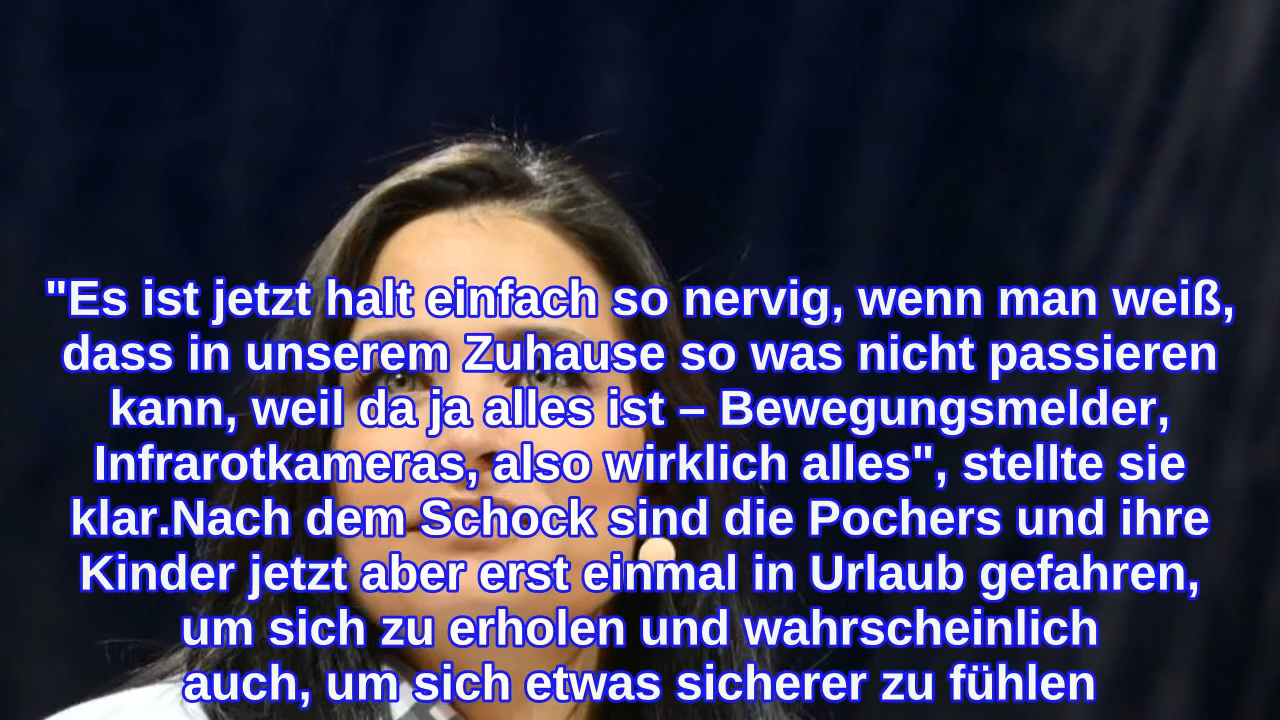 "Es ist jetzt halt einfach so nervig, wenn man weiß,
dass in unserem Zuhause so was nicht passieren
kann, weil da ja alles ist – Bewegungsmelder,
Infrarotkameras, also wirklich alles", stellte sie
klar.Nach dem Schock sind die Pochers und ihre
Kinder jetzt aber erst einmal in Urlaub gefahren,
um sich zu erholen und wahrscheinlich
auch, um sich etwas sicherer zu fühlen